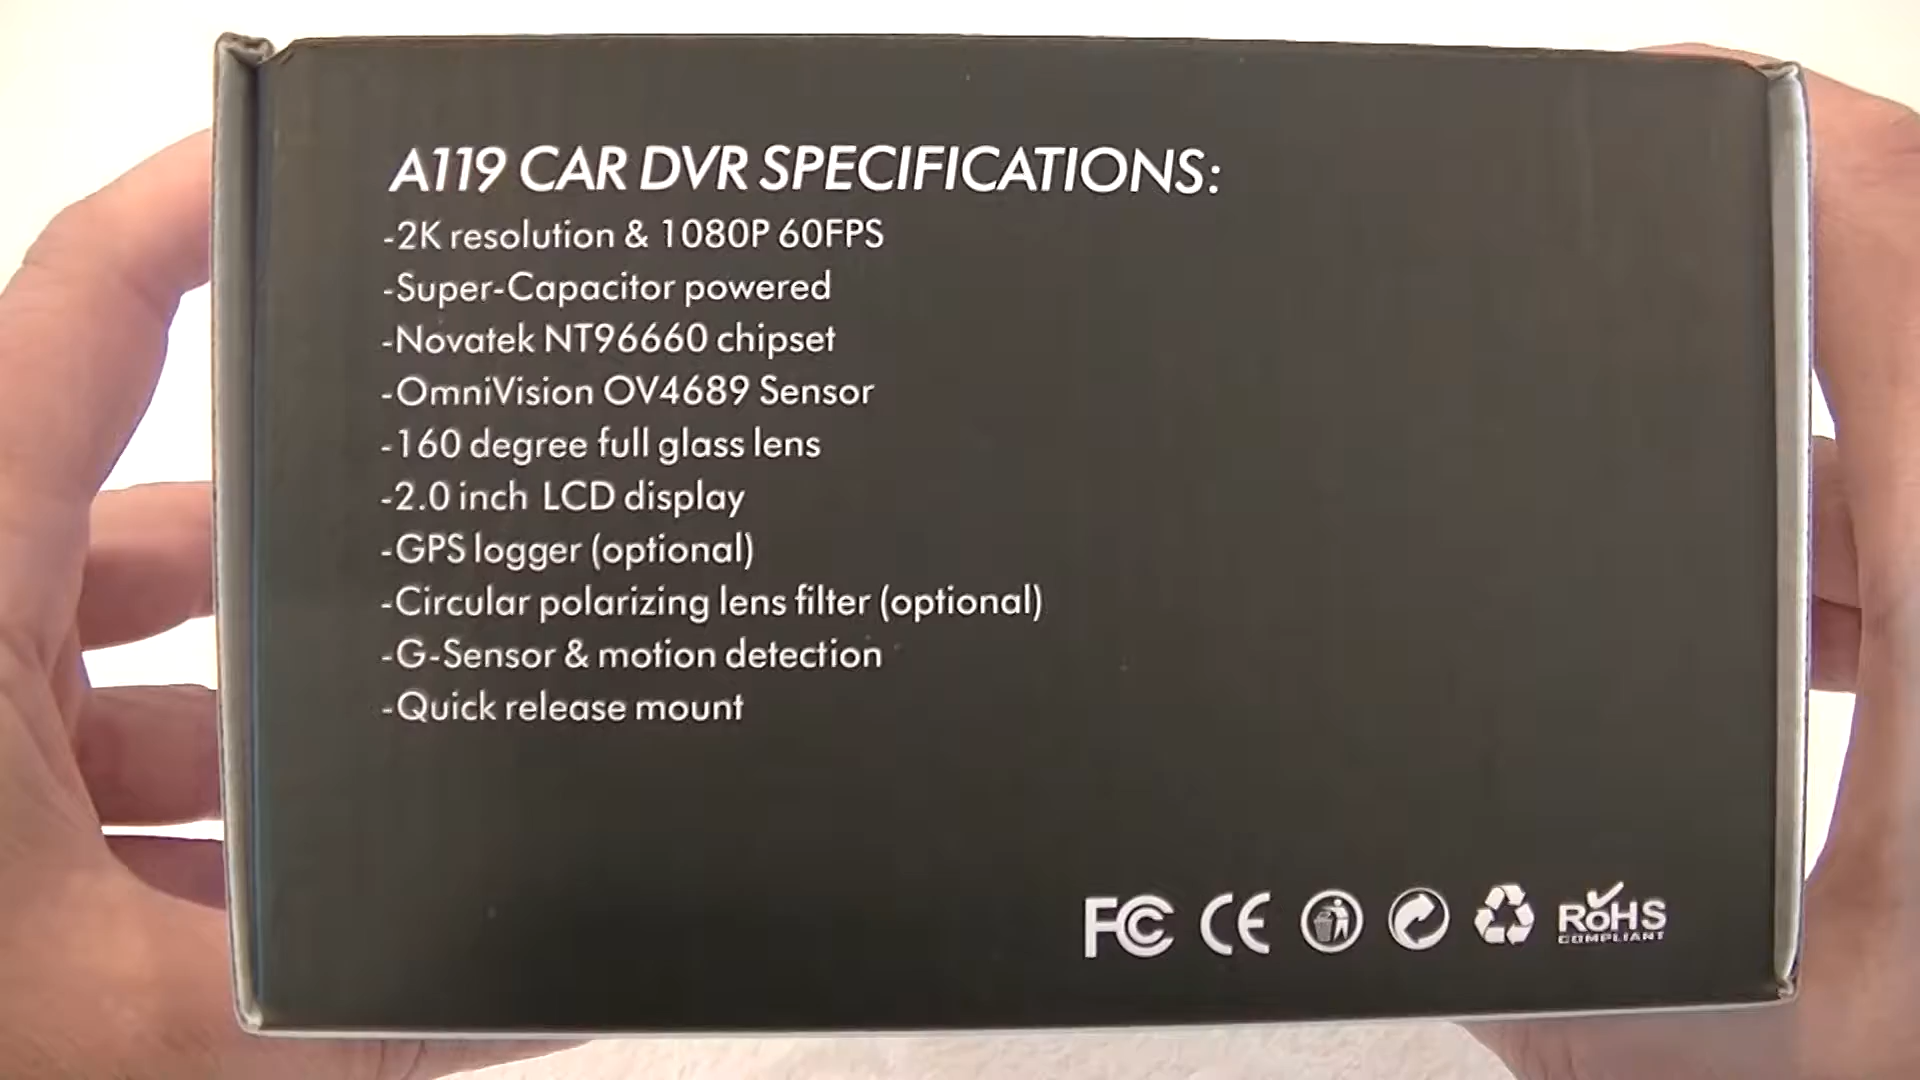 A119 CAR DVR SPECIFICATIONS:
-2K resolution & 1080P 60FPS
-Super-Capacitor powered
-Novatek NT96660 chipset
-OmniVision OV4689 Sensor
-160 degree full glass lens
-2.0 inch LCD display
-GPS logger (optional)
-Circular polarizing lens filter (optional)
-G-Sensor & motion detection
-Quick release mount
FC CE RoHS
COMPLIANT